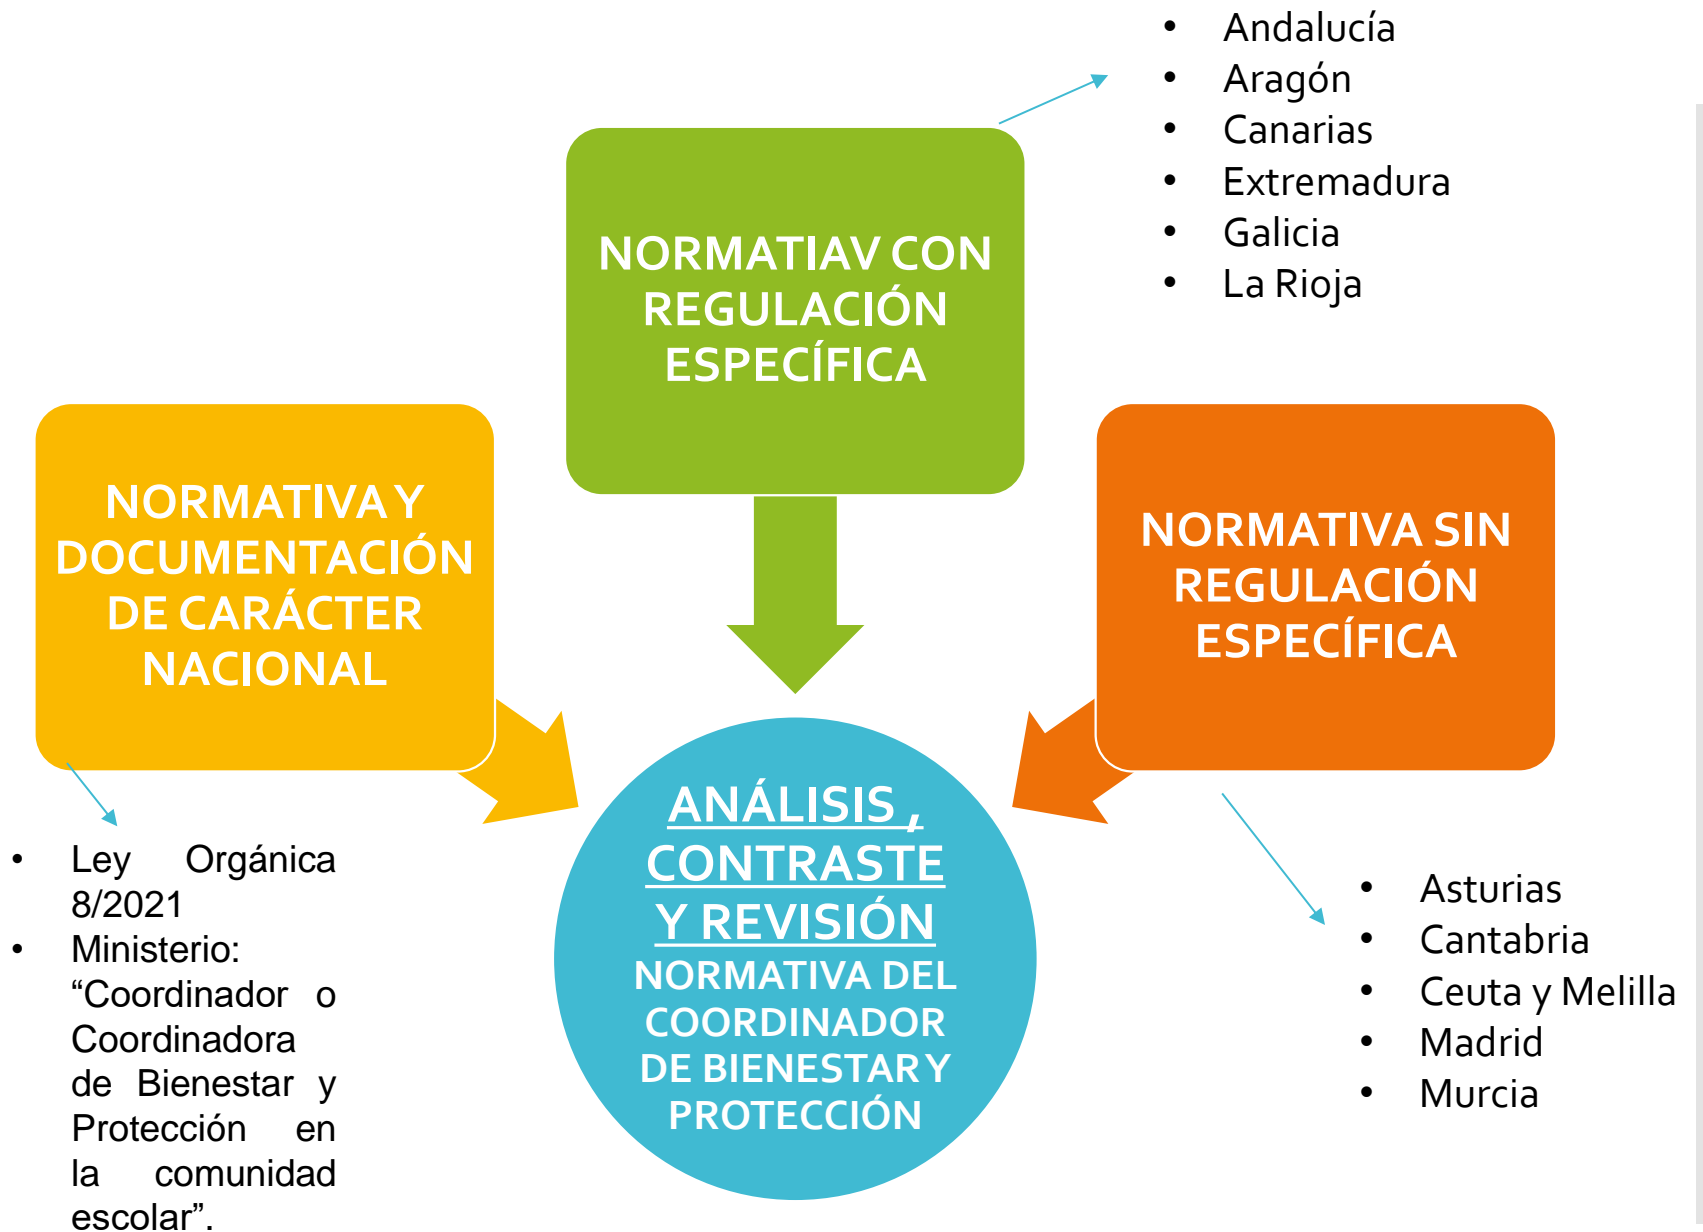 • Andalucía
• Aragón
• Canarias
• Extremadura
• Galicia
• La Rioja
NORMATIAV CON
REGULACIÓN
ESPECÍFICA
NORMATIVA Y
DOCUMENTACIÓN
DE CARÁCTER
NACIONAL
NORMATIVA SIN
REGULACIÓN
ESPECÍFICA
ANÁLISIS ,
CONTRASTE
Y REVISIÓN
NORMATIVA DEL
COORDINADOR
DE BIENESTAR Y
PROTECCIÓN
• Ley Orgánica
8/2021
• Ministerio:
“Coordinador o
Coordinadora
de Bienestar y
Protección en
la comunidad
escolar”.
• Asturias
• Cantabria
• Ceuta y Melilla
• Madrid
• Murcia